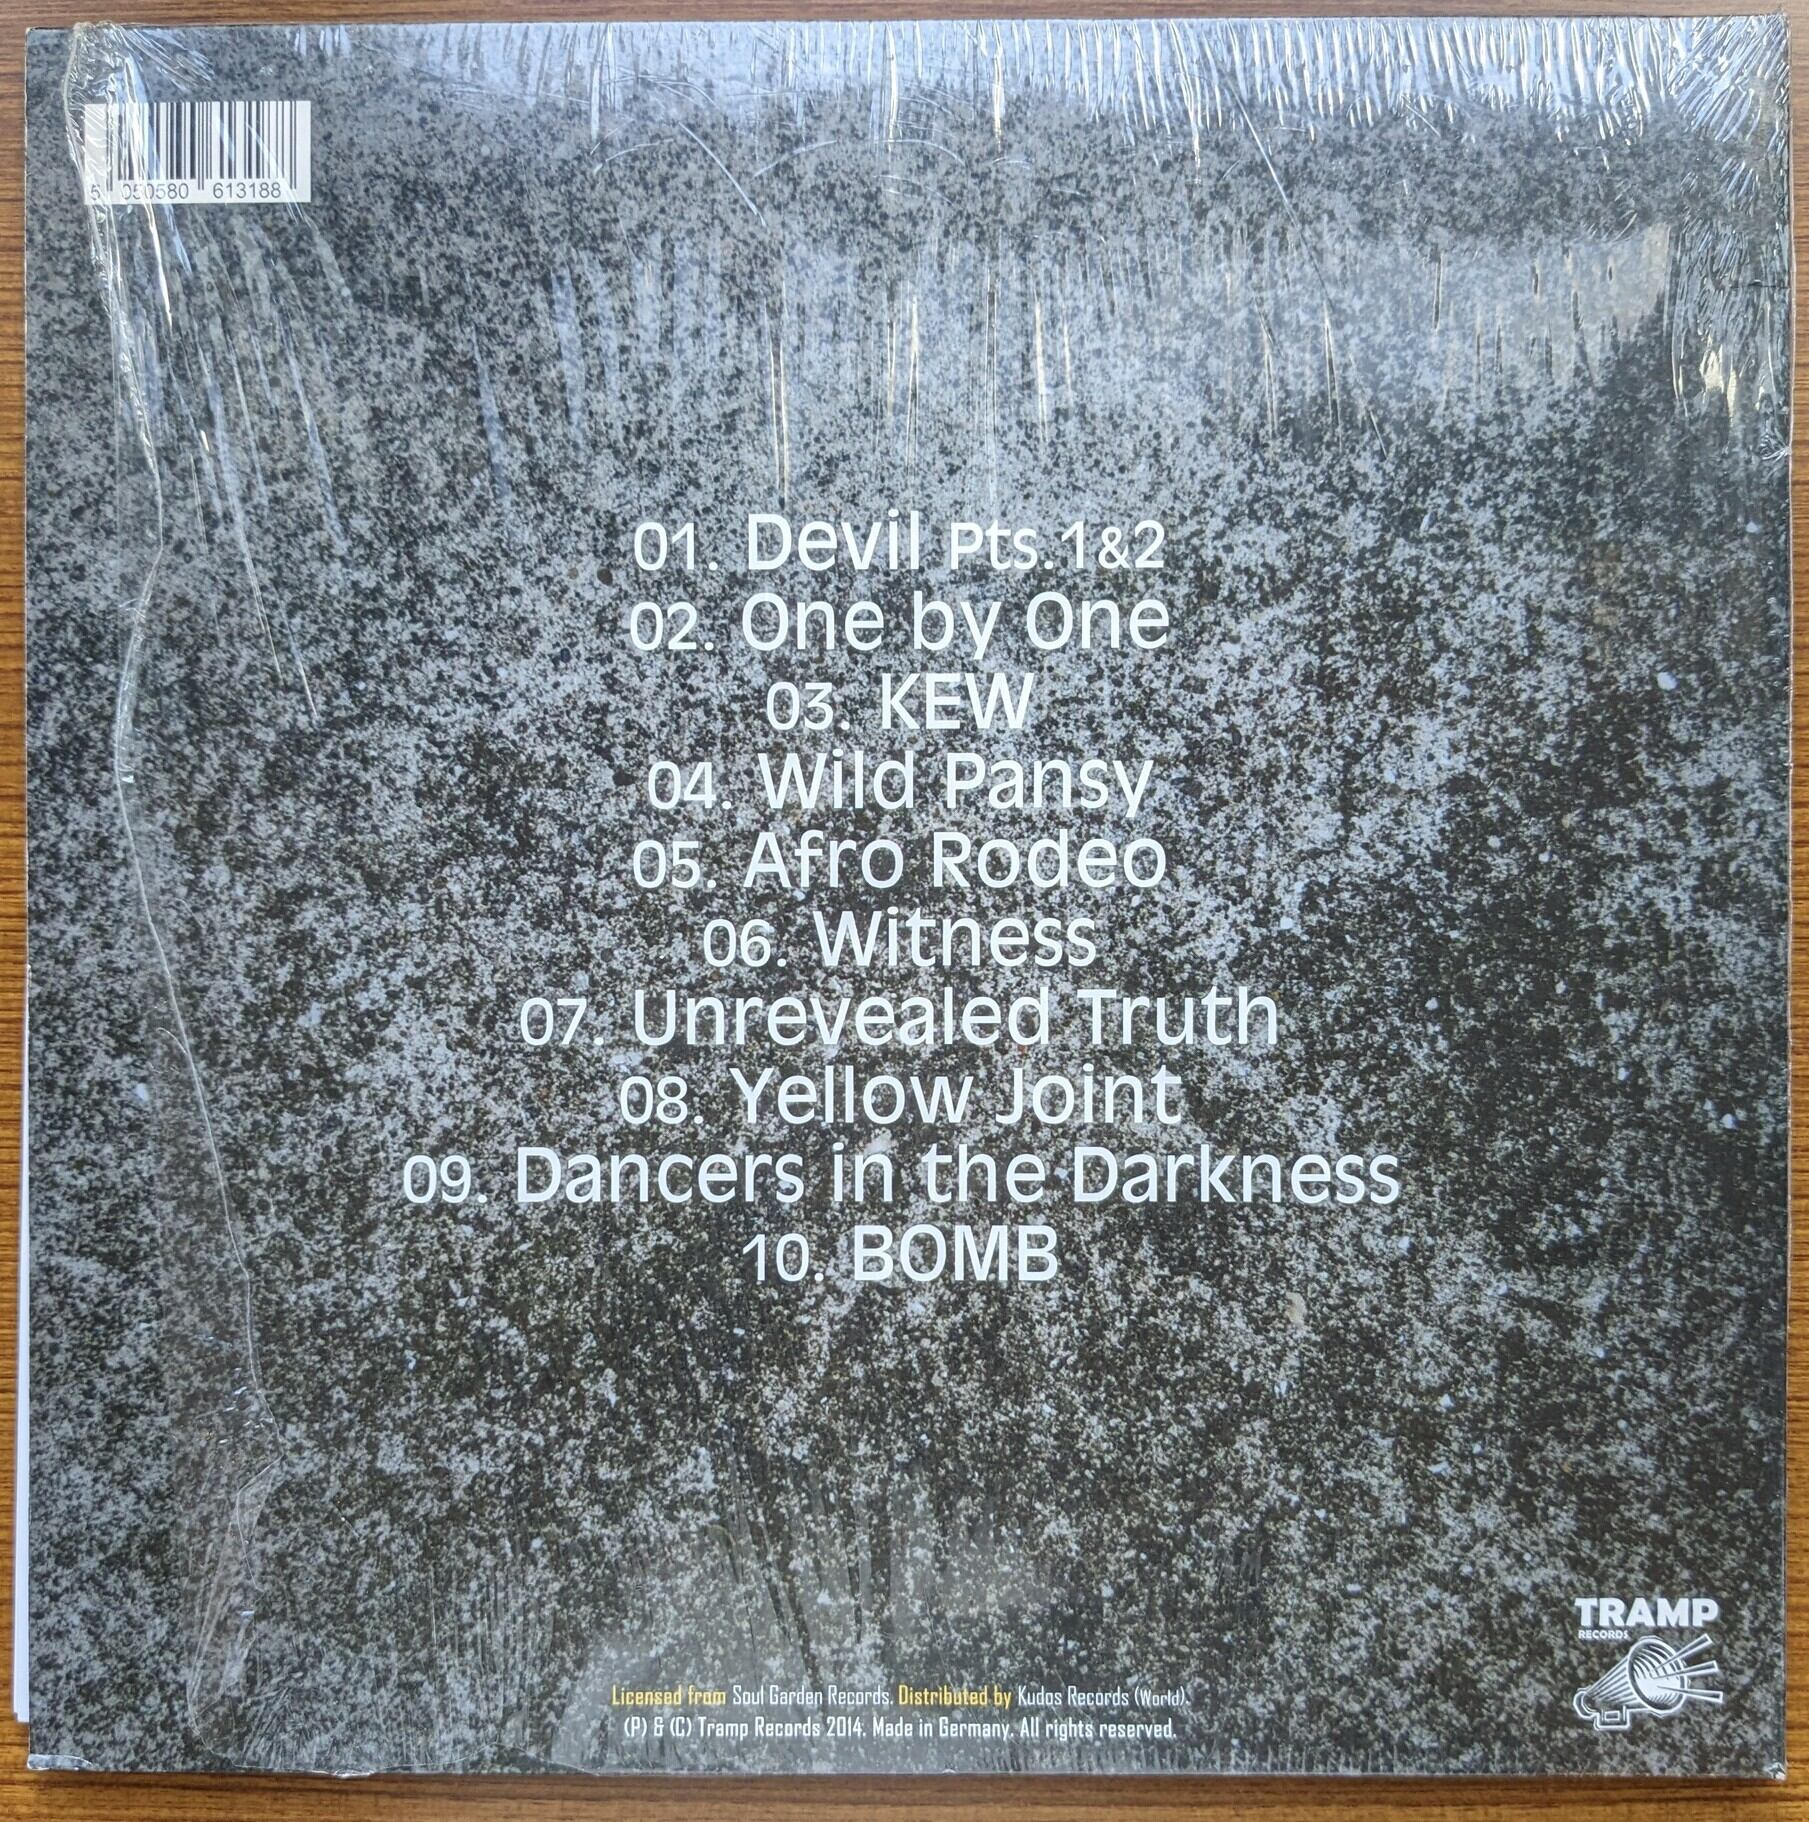 5 050580 613188
01. Devil Pts.1&2
02. One by One
03. KEW
04. Wild Pansy
05. Afro Rodeo
06. Witness
07. Unrevealed Truth
08. Yellow Joint
09. Dancers in the Darkness
10. BOMB
TRAMP
RECORDS
Licensed from Soul Garden Records. Distributed by Kudos Records (World).
(P) & (C) Tramp Records 2014. Made in Germany. All rights reserved.